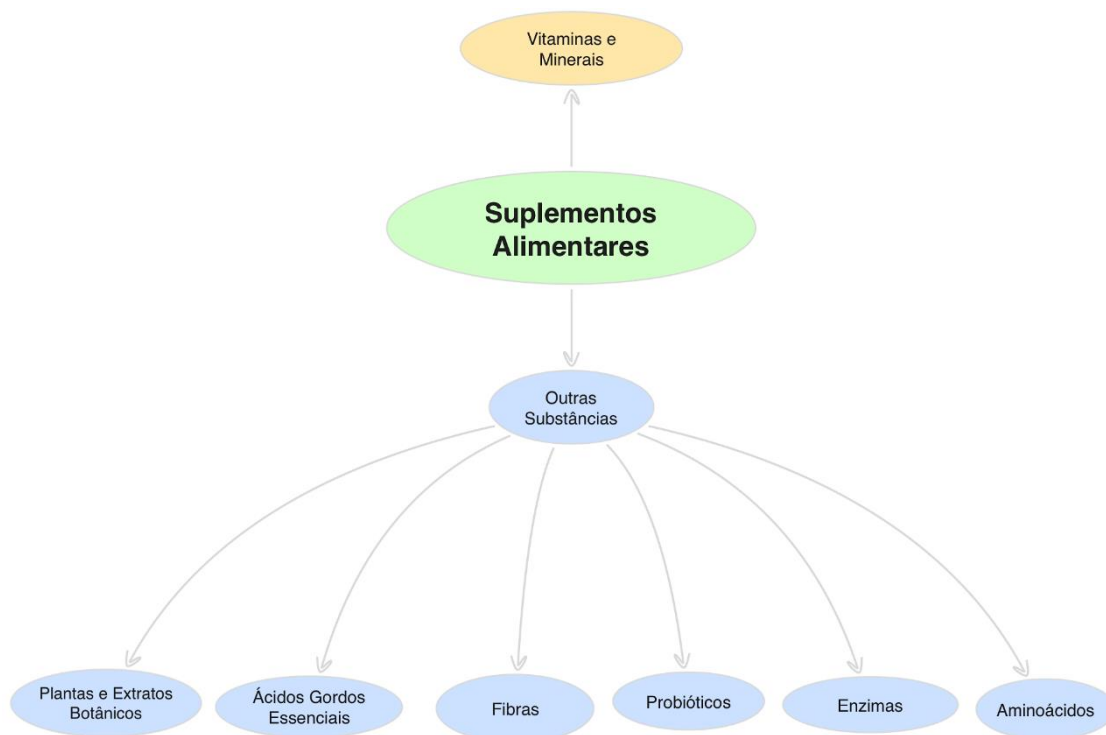 Vitaminas e
Minerais
Suplementos
Alimentares
Outras
Substâncias
Plantas e Extratos
Botânicos
Ácidos Gordos
Essenciais
Fibras
Probióticos
Enzimas
Aminoácidos